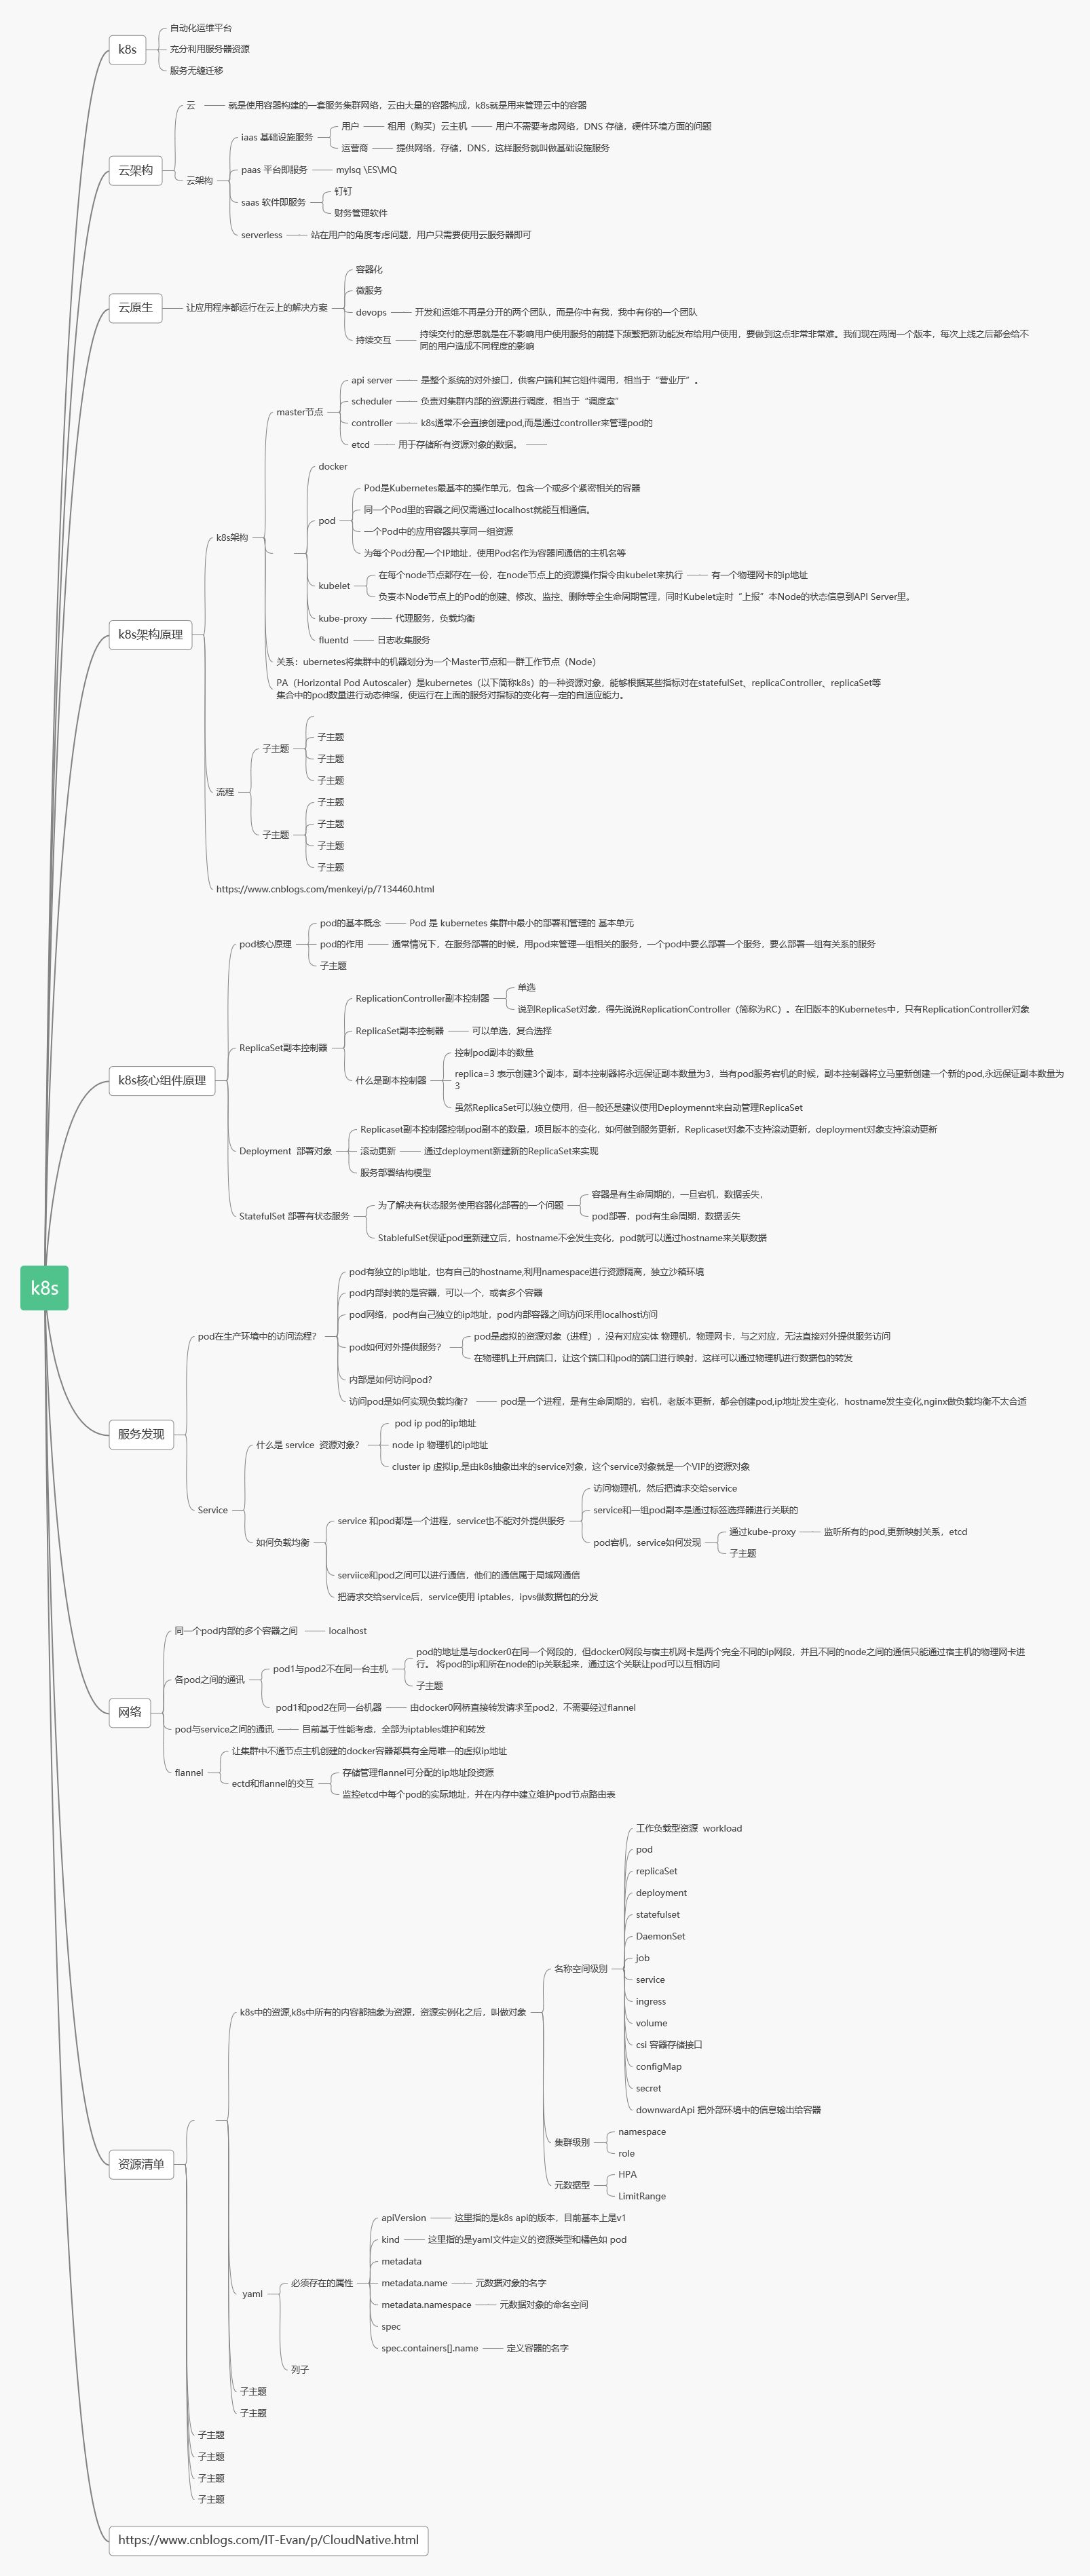 k8s
k8s
自动化运维平台
充分利用服务器资源
服务无缝迁移
云架构
云
就是使用容器构建的一套服务集群网络，云由大量的容器构成，k8s就是用来管理云中的容器
云架构
iaas 基础设施服务
用户
租用（购买）云主机
用户不需要考虑网络，DNS 存储，硬件环境方面的问题
运营商
提供网络，存储，DNS，这样服务就叫做基础设施服务
paas 平台即服务
mylsq \ES\MQ
saas 软件即服务
钉钉
财务管理软件
serverless
站在用户的角度考虑问题，用户只需要使用云服务器即可
云原生
让应用程序都运行在云上的解决方案
容器化
微服务
devops
开发和运维不再是分开的两个团队，而是你中有我，我中有你的一个团队
持续交互
持续交付的意思就是在不影响用户使用服务的前提下频繁把新功能发布给用户使用，要做到这点非常非常难。我们现在两周一个版本，每次上线之后都会给不
同的用户造成不同程度的影响
k8s架构原理
k8s架构
master节点
api server
是整个系统的对外接口，供客户端和其它组件调用，相当于“营业厅”。
scheduler
负责对集群内部的资源进行调度，相当于“调度室”
controller
k8s通常不会直接创建pod,而是通过controller来管理pod的
etcd
用于存储所有资源对象的数据。
docker
pod
Pod是Kubernetes最基本的操作单元，包含一个或多个紧密相关的容器
同一个Pod里的容器之间仅需通过localhost就能互相通信。
一个Pod中的应用容器共享同一组资源
为每个Pod分配一个IP地址，使用Pod名作为容器间通信的主机名等
kubelet
在每个node节点都存在一份，在node节点上的资源操作指令由kubelet来执行
有一个物理网卡的ip地址
负责本Node节点上的Pod的创建、修改、监控、删除等全生命周期管理，同时Kubelet定时“上报”本Node的状态信息到API Server里。
kube-proxy
代理服务，负载均衡
fluentd
日志收集服务
关系：ubernetes将集群中的机器划分为一个Master节点和一群工作节点（Node）
PA（Horizontal Pod Autoscaler）是kubernetes（以下简称k8s）的一种资源对象，能够根据某些指标对在statefulSet、replicaController、replicaSet等
集合中的pod数量进行动态伸缩，使运行在上面的服务对指标的变化有一定的自适应能力。
流程
子主题
子主题
子主题
子主题
子主题
子主题
子主题
子主题
子主题
https://www.cnblogs.com/menkeyi/p/7134460.html
k8s核心组件原理
pod核心原理
pod的基本概念
Pod 是 kubernetes 集群中最小的部署和管理的 基本单元
pod的作用
通常情况下，在服务部署的时候，用pod来管理一组相关的服务，一个pod中要么部署一个服务，要么部署一组有关系的服务
子主题
ReplicaSet副本控制器
ReplicationController副本控制器
单选
说到ReplicaSet对象，得先说说ReplicationController（简称为RC）。在旧版本的Kubernetes中，只有ReplicationController对象
ReplicaSet副本控制器
可以单选，复合选择
什么是副本控制器
控制pod副本的数量
replica=3 表示创建3个副本，副本控制器将永远保证副本数量为3，当有pod服务宕机的时候，副本控制器将立马重新创建一个新的pod,永远保证副本数量为
3
虽然ReplicaSet可以独立使用，但一般还是建议使用Deploymennt来自动管理ReplicaSet
Deployment 部署对象
Replicaset副本控制器控制pod副本的数量，项目版本的变化，如何做到服务更新，Replicaset对象不支持滚动更新，deployment对象支持滚动更新
滚动更新
通过deployment新建新的ReplicaSet来实现
服务部署结构模型
StatefulSet 部署有状态服务
为了解决有状态服务使用容器化部署的一个问题
容器是有生命周期的，一旦宕机，数据丢失，
pod部署，pod有生命周期，数据丢失
StablefulSet保证pod重新建立后，hostname不会发生变化，pod就可以通过hostname来关联数据
服务发现
pod在生产环境中的访问流程？
pod有独立的ip地址，也有自己的hostname,利用namespace进行资源隔离，独立沙箱环境
pod内部封装的是容器，可以一个，或者多个容器
pod网络，pod有自己独立的ip地址，pod内部容器之间访问采用localhost访问
pod如何对外提供服务？
pod是虚拟的资源对象（进程），没有对应实体 物理机，物理网卡，与之对应，无法直接对外提供服务访问
在物理机上开启端口，让这个端口和pod的端口进行映射，这样可以通过物理机进行数据包的转发
内部是如何访问pod？
访问pod是如何实现负载均衡？
pod是一个进程，是有生命周期的，宕机，老版本更新，都会创建pod,ip地址发生变化，hostname发生变化,nginx做负载均衡不太合适
Service
什么是 service 资源对象？
pod ip pod的ip地址
node ip 物理机的ip地址
cluster ip 虚拟ip,是由k8s抽象出来的service对象，这个service对象就是一个VIP的资源对象
如何负载均衡
service 和pod都是一个进程，service也不能对外提供服务
访问物理机，然后把请求交给service
service和一组pod副本是通过标签选择器进行关联的
pod宕机，service如何发现
通过kube-proxy
监听所有的pod,更新映射关系，etcd
子主题
serviice和pod之间可以进行通信，他们的通信属于局域网通信
把请求交给service后，service使用 iptables，ipvs做数据包的分发
网络
同一个pod内部的多个容器之间
localhost
各pod之间的通讯
pod1与pod2不在同一台主机
pod的地址是与docker0在同一个网段的，但docker0网段与宿主机网卡是两个完全不同的ip网段，并且不同的node之间的通信只能通过宿主机的物理网卡进
行。 将pod的ip和所在node的ip关联起来，通过这个关联让pod可以互相访问
子主题
pod1和pod2在同一台机器
由docker0网桥直接转发请求至pod2，不需要经过flannel
pod与service之间的通讯
目前基于性能考虑，全部为iptables维护和转发
flannel
让集群中不通节点主机创建的docker容器都具有全局唯一的虚拟ip地址
ectd和flannel的交互
存储管理flannel可分配的ip地址段资源
监控etcd中每个pod的实际地址，并在内存中建立维护pod节点路由表
资源清单
k8s中的资源,k8s中所有的内容都抽象为资源，资源实例化之后，叫做对象
名称空间级别
工作负载型资源 workload
pod
replicaSet
deployment
statefulset
DaemonSet
job
service
ingress
volume
csi 容器存储接口
configMap
secret
downwardApi 把外部环境中的信息输出给容器
集群级别
namespace
role
元数据型
HPA
LimitRange
yaml
必须存在的属性
apiVersion
这里指的是k8s api的版本，目前基本上是v1
kind
这里指的是yaml文件定义的资源类型和橘色如 pod
metadata
metadata.name
元数据对象的名字
metadata.namespace
元数据对象的命名空间
spec
spec.containers[].name
定义容器的名字
列子
子主题
子主题
子主题
子主题
子主题
子主题
https://www.cnblogs.com/IT-Evan/p/CloudNative.html